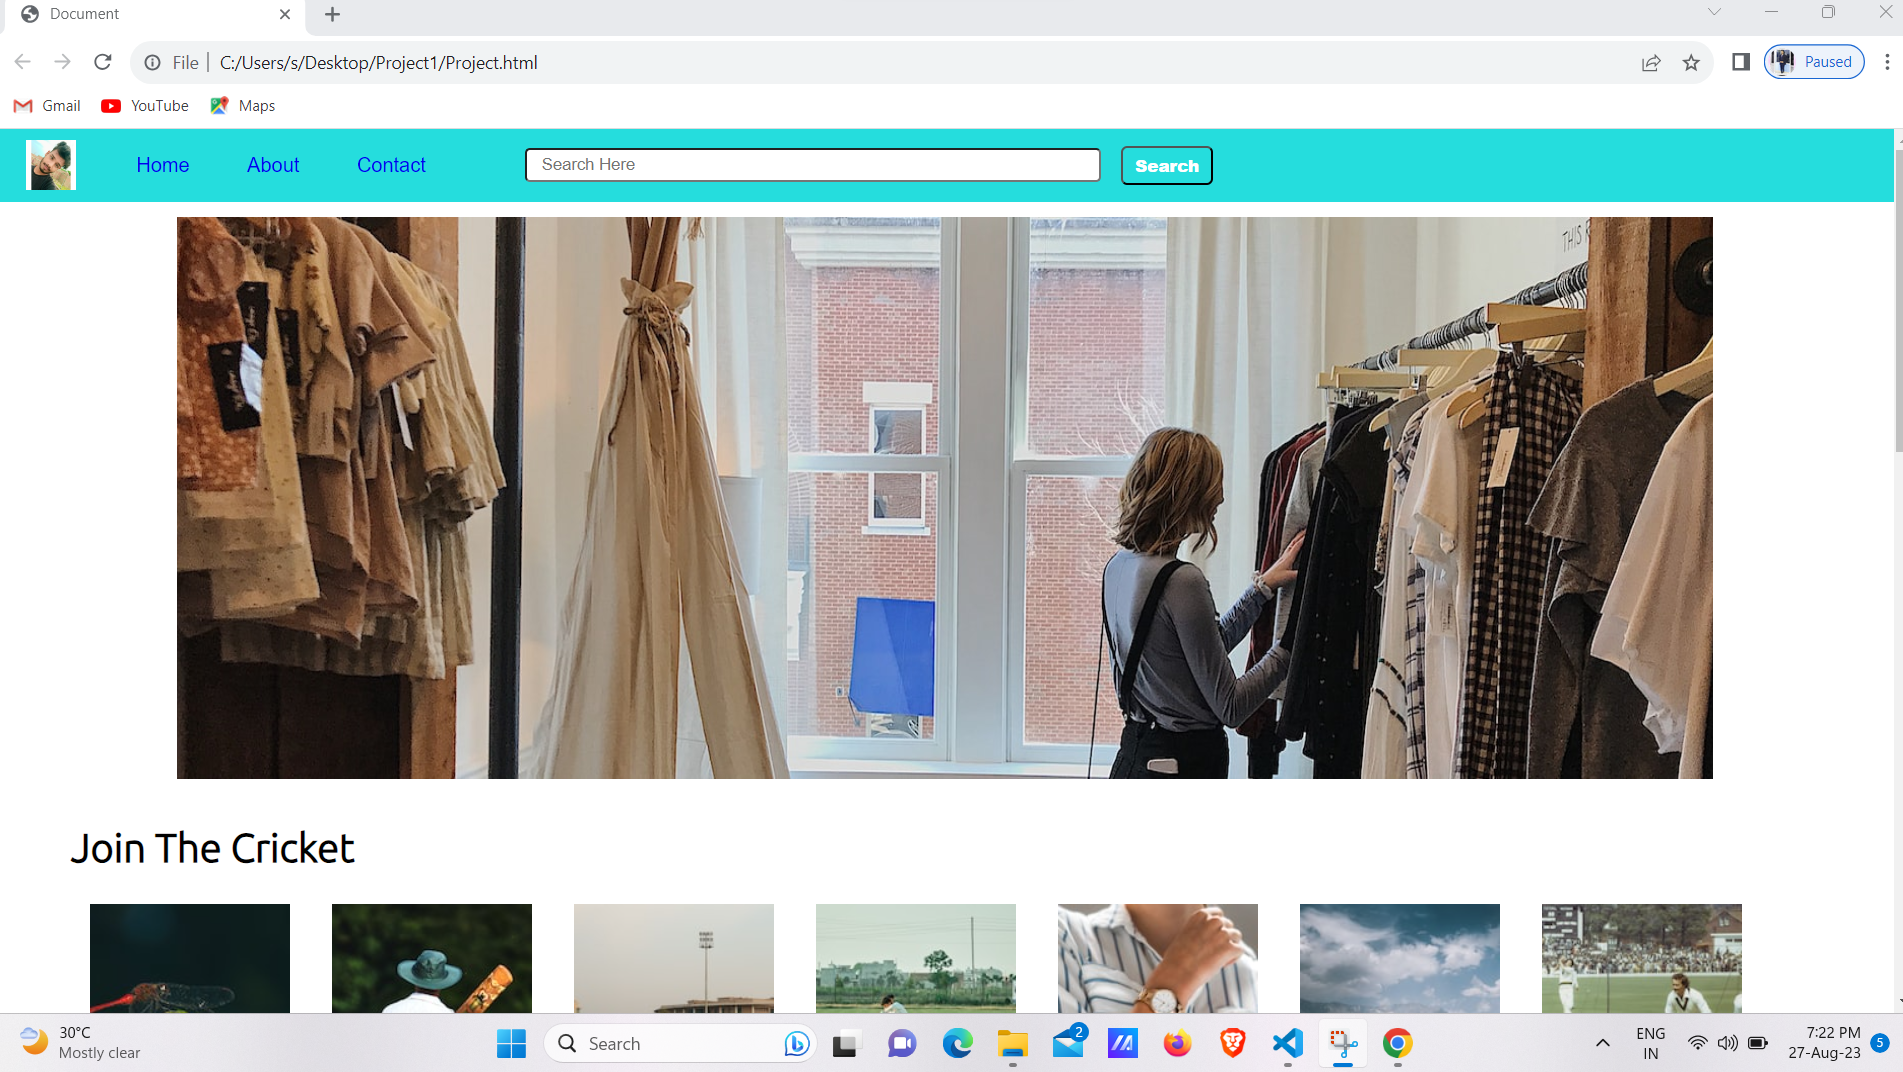 Document
File
C:/Users/s/Desktop/Project1/Project.html
Paused
Gmail
YouTube
Maps
Home
About
Contact
Search Here
Search
THIS
Join The Cricket
30°C
Mostly clear
Search
2
ENG
IN
7:22 PM
27-Aug-23
5